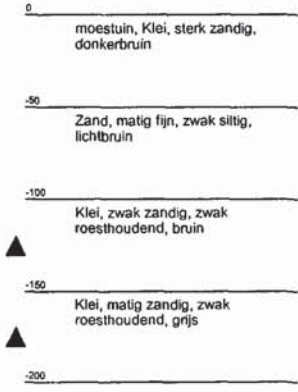 0
moestuin, Klei, sterk zandig,
donkerbruin
-50
Zand, matig fijn, zwak siltig,
lichtbruin
-100
Klei, zwak zandig, zwak
roesthoudend, bruin
-150
Klei, matig zandig, zwak
roesthoudend, grijs
-200